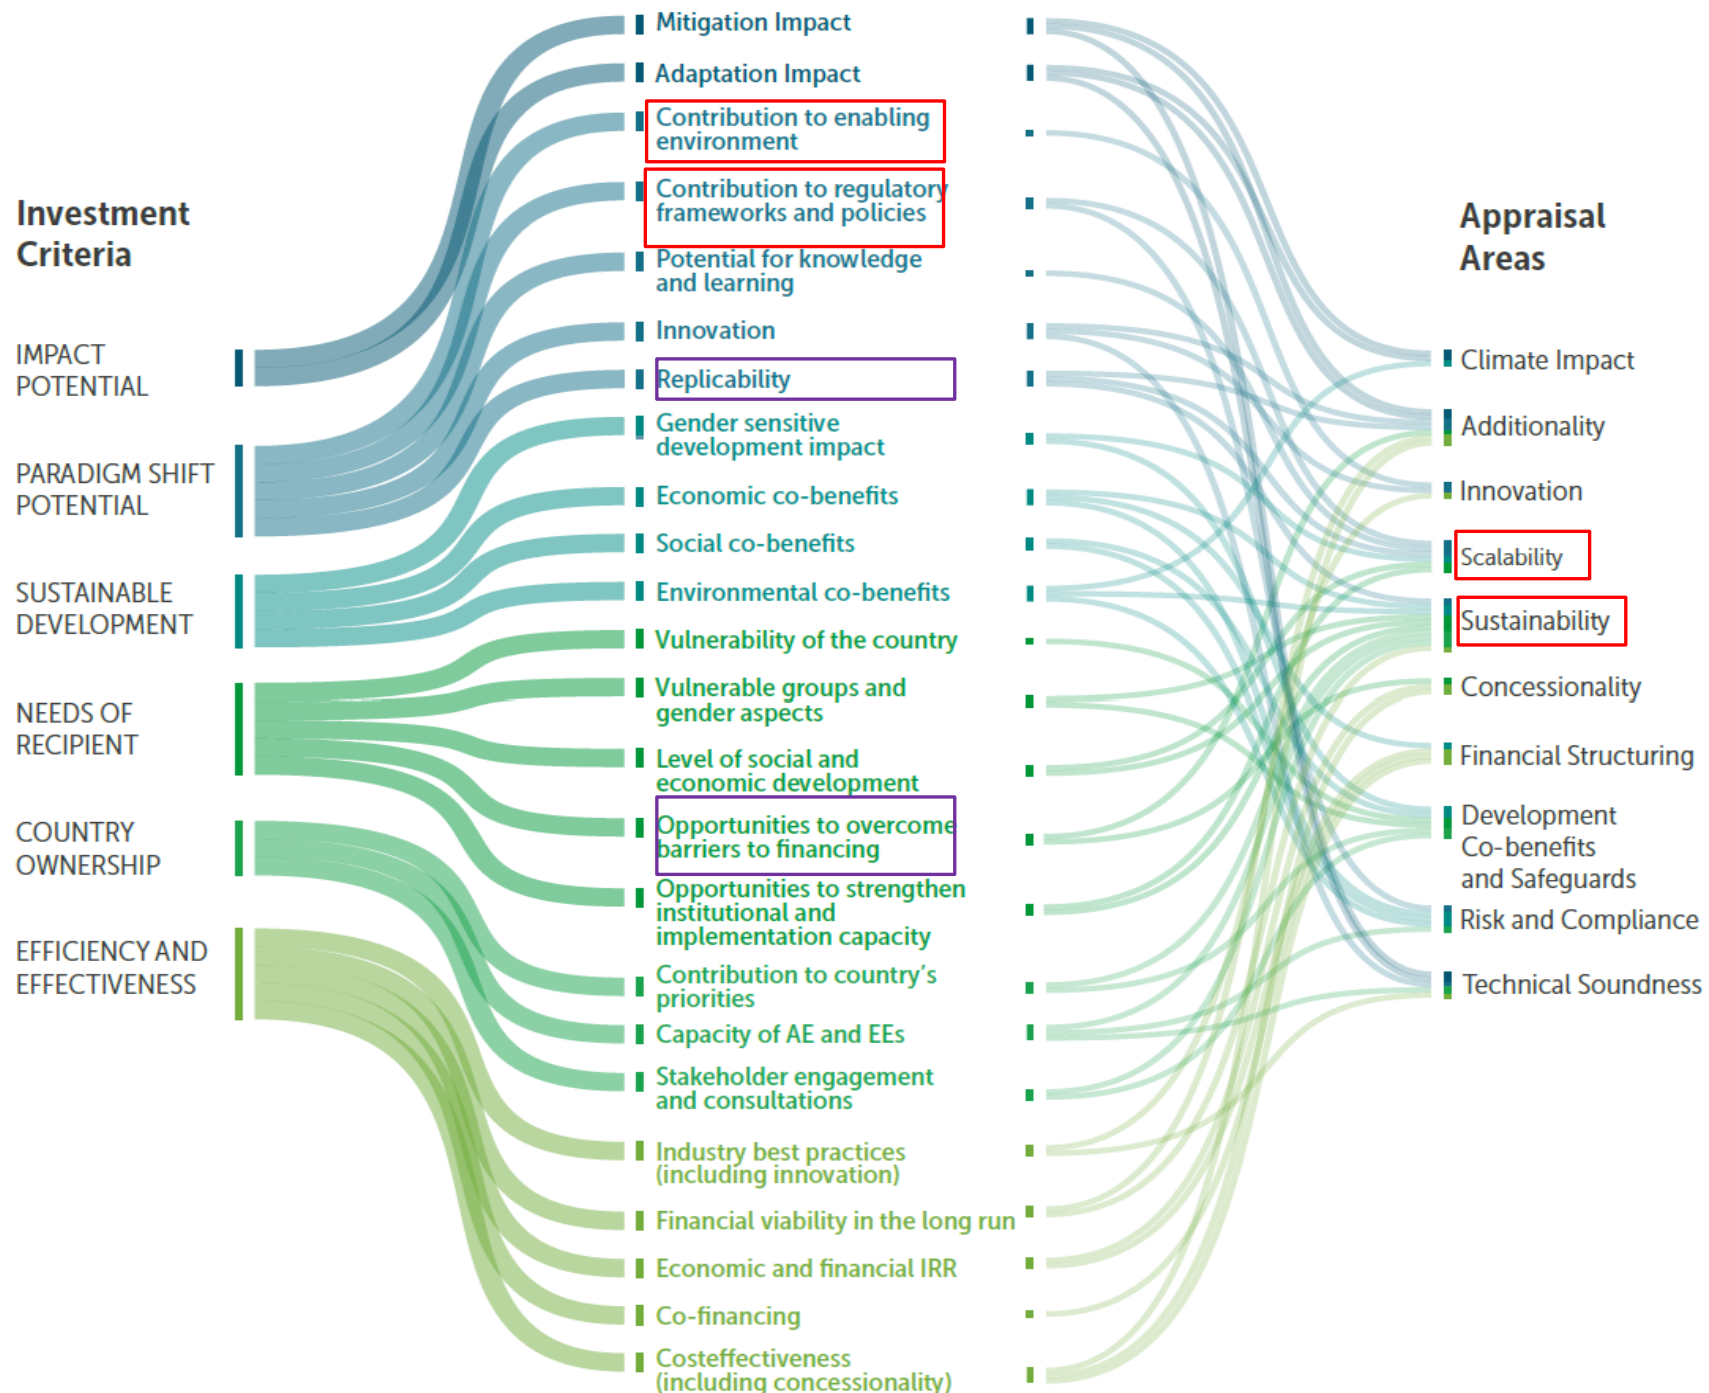 Investment
Criteria
IMPACT
POTENTIAL
PARADIGM SHIFT
POTENTIAL
SUSTAINABLE
DEVELOPMENT
NEEDS OF
RECIPIENT
COUNTRY
OWNERSHIP
EFFICIENCY AND
EFFECTIVENESS
Mitigation Impact
Adaptation Impact
Contribution to enabling
environment
Contribution to regulatory
frameworks and policies
Potential for knowledge
and learning
Innovation
Replicability
Gender sensitive
development impact
Economic co-benefits
Social co-benefits
Environmental co-benefits
Vulnerability of the country
Vulnerable groups and
gender aspects
Level of social and
economic development
Opportunities to overcome
barriers to financing
Opportunities to strengthen
institutional and
implementation capacity
Contribution to country’s
priorities
Capacity of AE and EEs
Stakeholder engagement
and consultations
Industry best practices
(including innovation)
Financial viability in the long run
Economic and financial IRR
Co-financing
Costeffectiveness
(including concessionality)
Appraisal
Areas
Climate Impact
Additionality
Innovation
Scalability
Sustainability
Concessionality
Financial Structuring
Development
Co-benefits
and Safeguards
Risk and Compliance
Technical Soundness